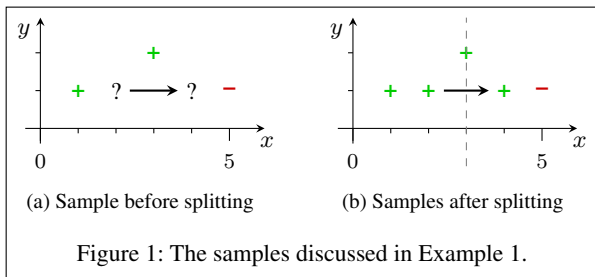 y
+
+ ? ? −
x
0 5
(a) Sample before splitting
y
+
+ + + −
x
0 5
(b) Samples after splitting
Figure 1: The samples discussed in Example 1.